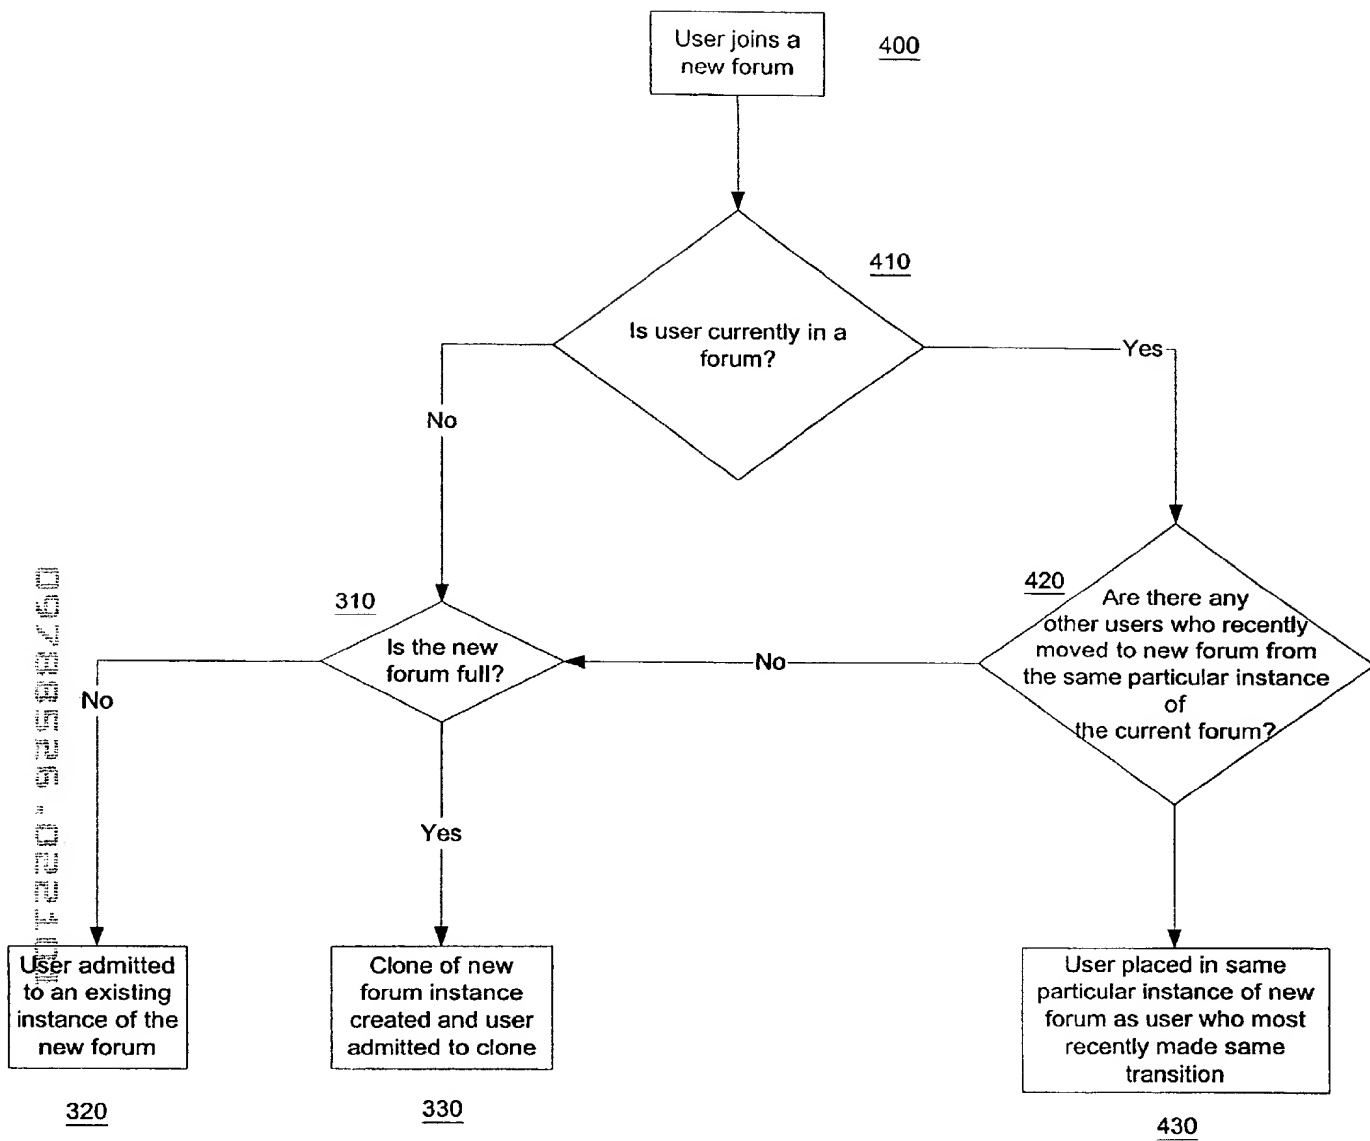 User joins a
new forum
400
410
Is user currently in a
forum?
Yes
No
420
Are there any
other users who recently
moved to new forum from
the same particular instance
of
the current forum?
310
Is the new
forum full?
No
No
Yes
User admitted
to an existing
instance of the
new forum
Clone of new
forum instance
created and user
admitted to clone
User placed in same
particular instance of new
forum as user who most
recently made same
transition
320
330
430